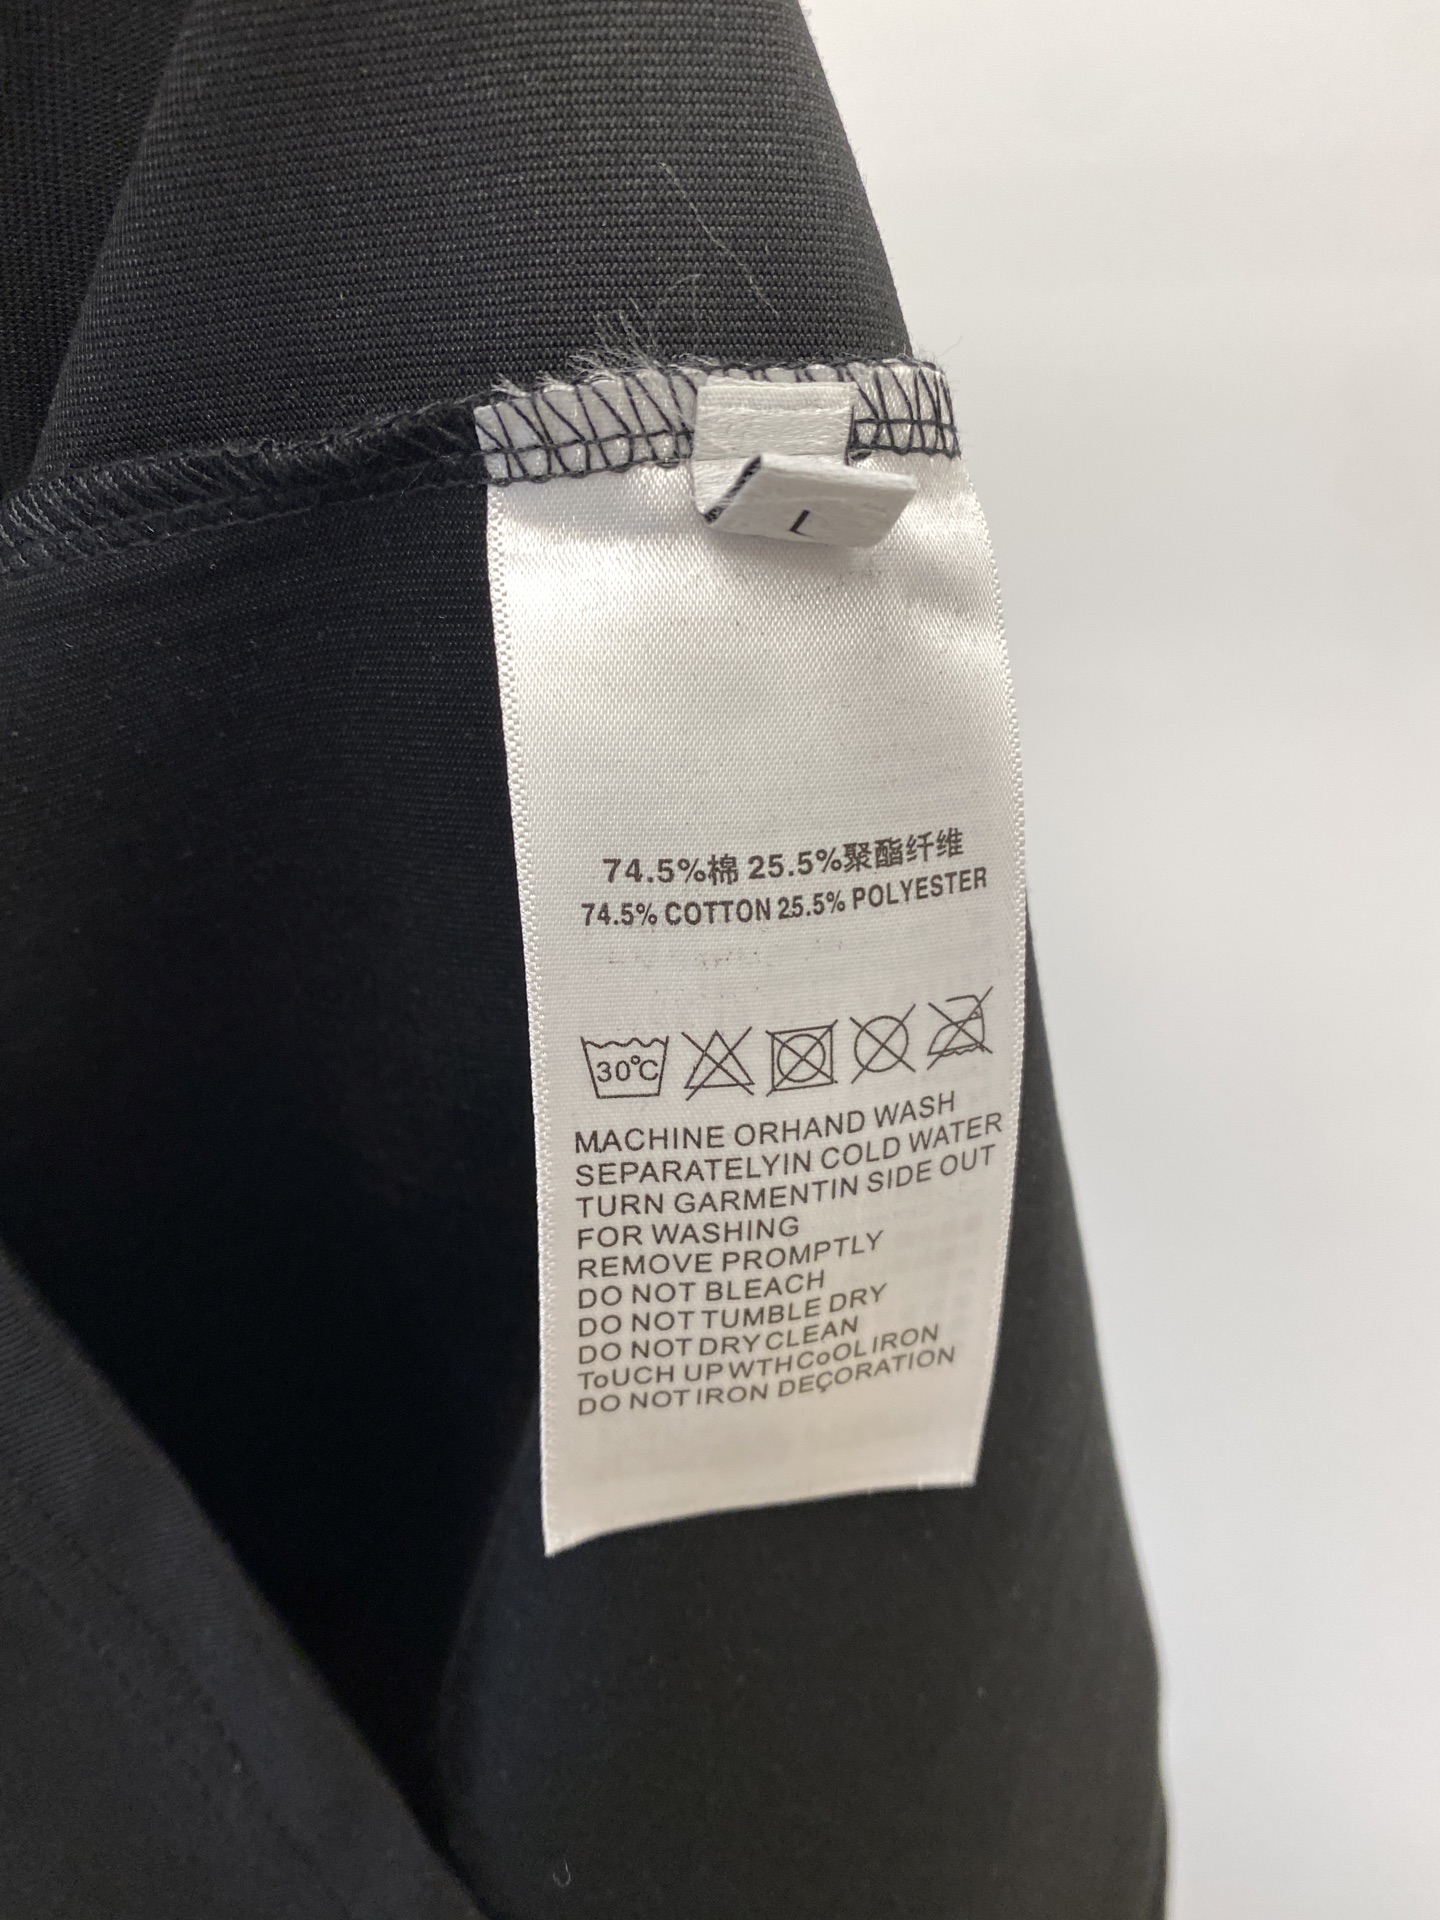 L
74.5%棉 25.5%聚酯纤维
74.5% COTTON 25.5% POLYESTER
30°C
MACHINE ORHAND WASH
SEPARATELYIN COLD WATER
TURN GARMENTIN SIDE OUT
FOR WASHING
REMOVE PROMPTLY
DO NOT BLEACH
DO NOT TUMBLE DRY
DO NOT DRY CLEAN
ToUCH UP WTHCoOL IRON
DO NOT IRON DEÇORATION